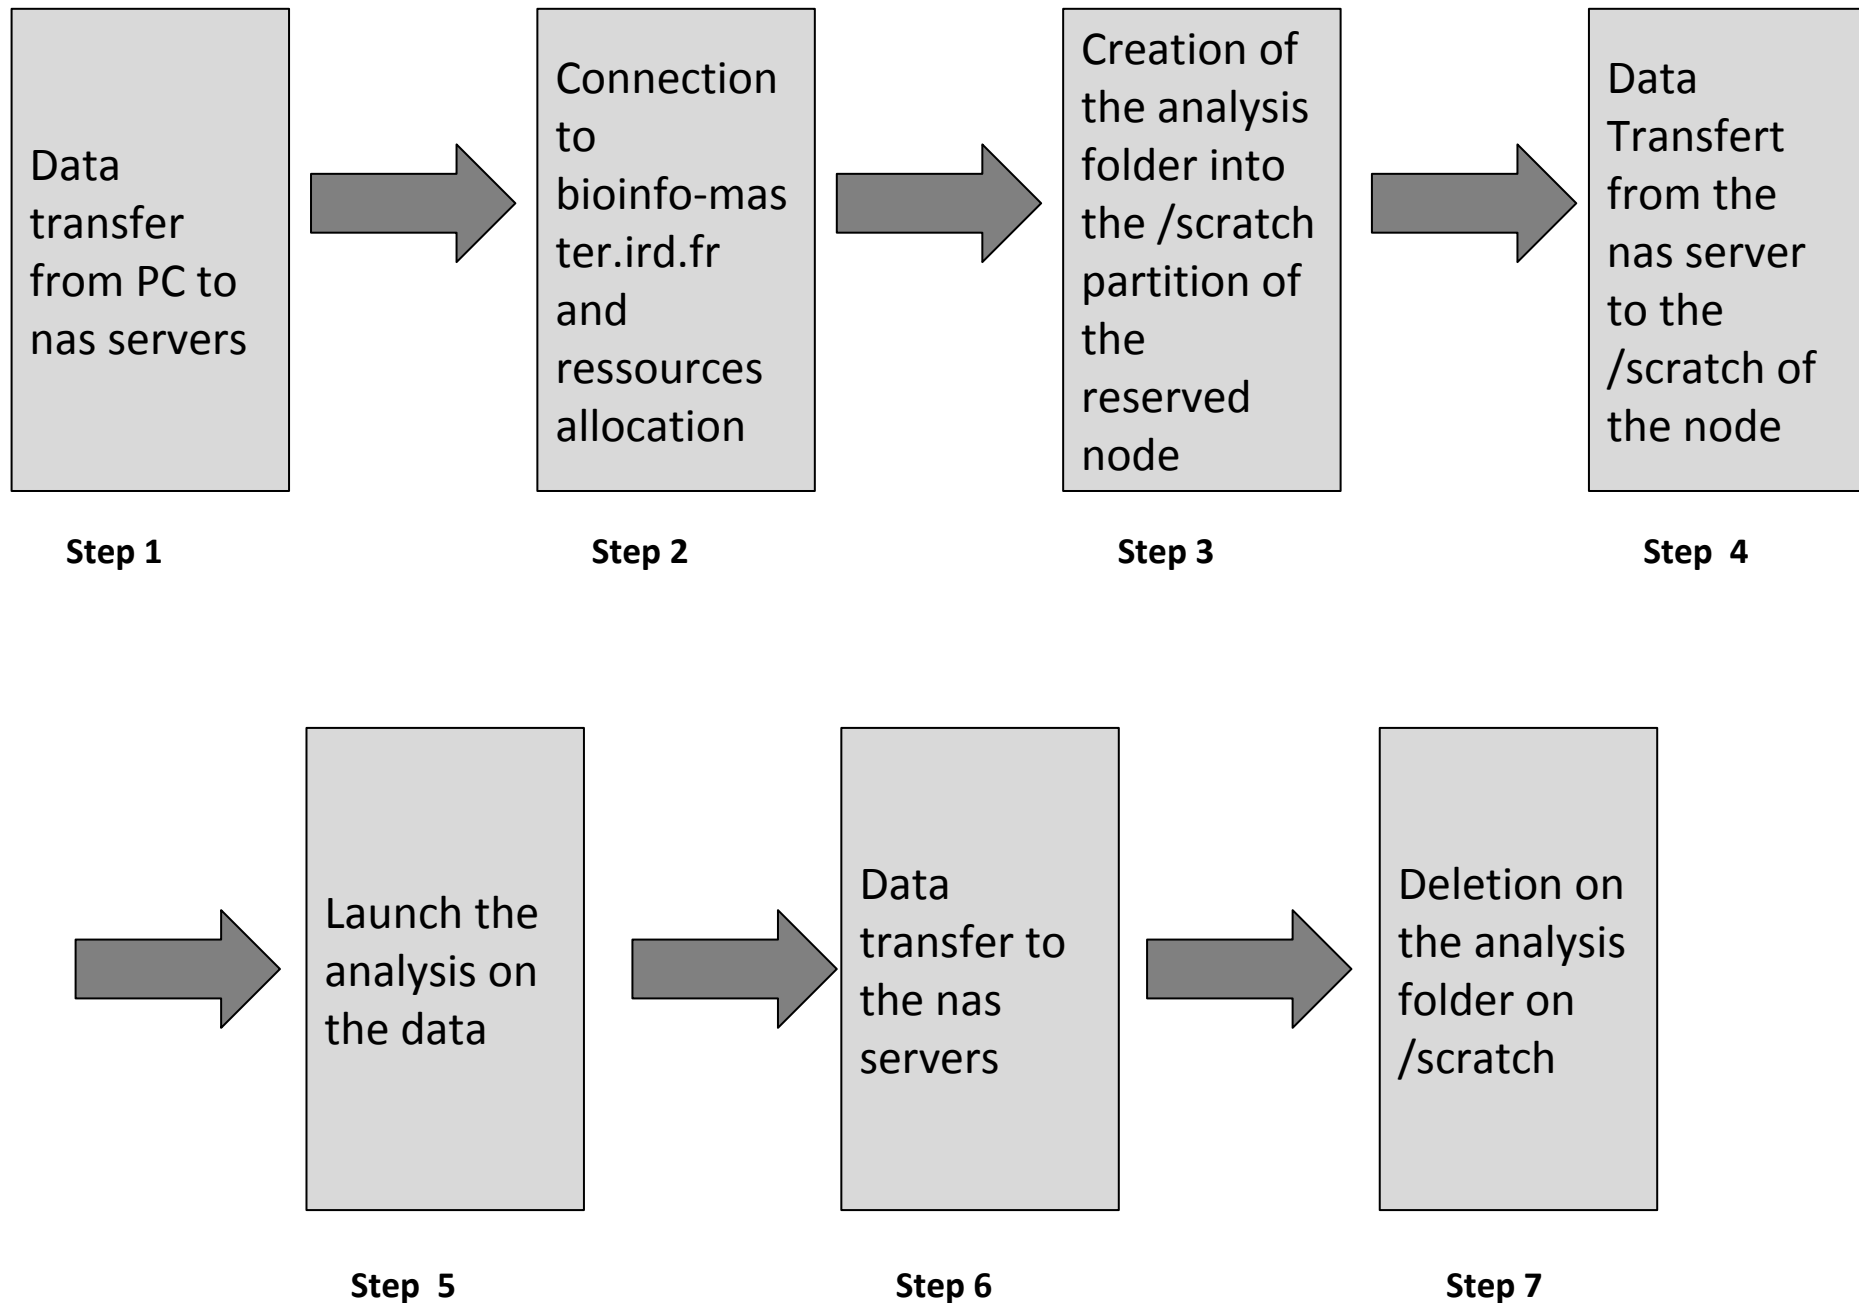 Data
transfer
from PC to
nas servers
Connection
to
bioinfo-mas
ter.ird.fr
and
ressources
allocation
Creation of
the analysis
folder into
the /scratch
partition of
the
reserved
node
Data
Transfert
from the
nas server
to the
/scratch of
the node
Step 1
Step 2
Step 3
Step  4
Launch the
analysis on
the data
Data
transfer to
the nas
servers
Deletion on
the analysis
folder on
/scratch
Step  5
Step 6
Step 7